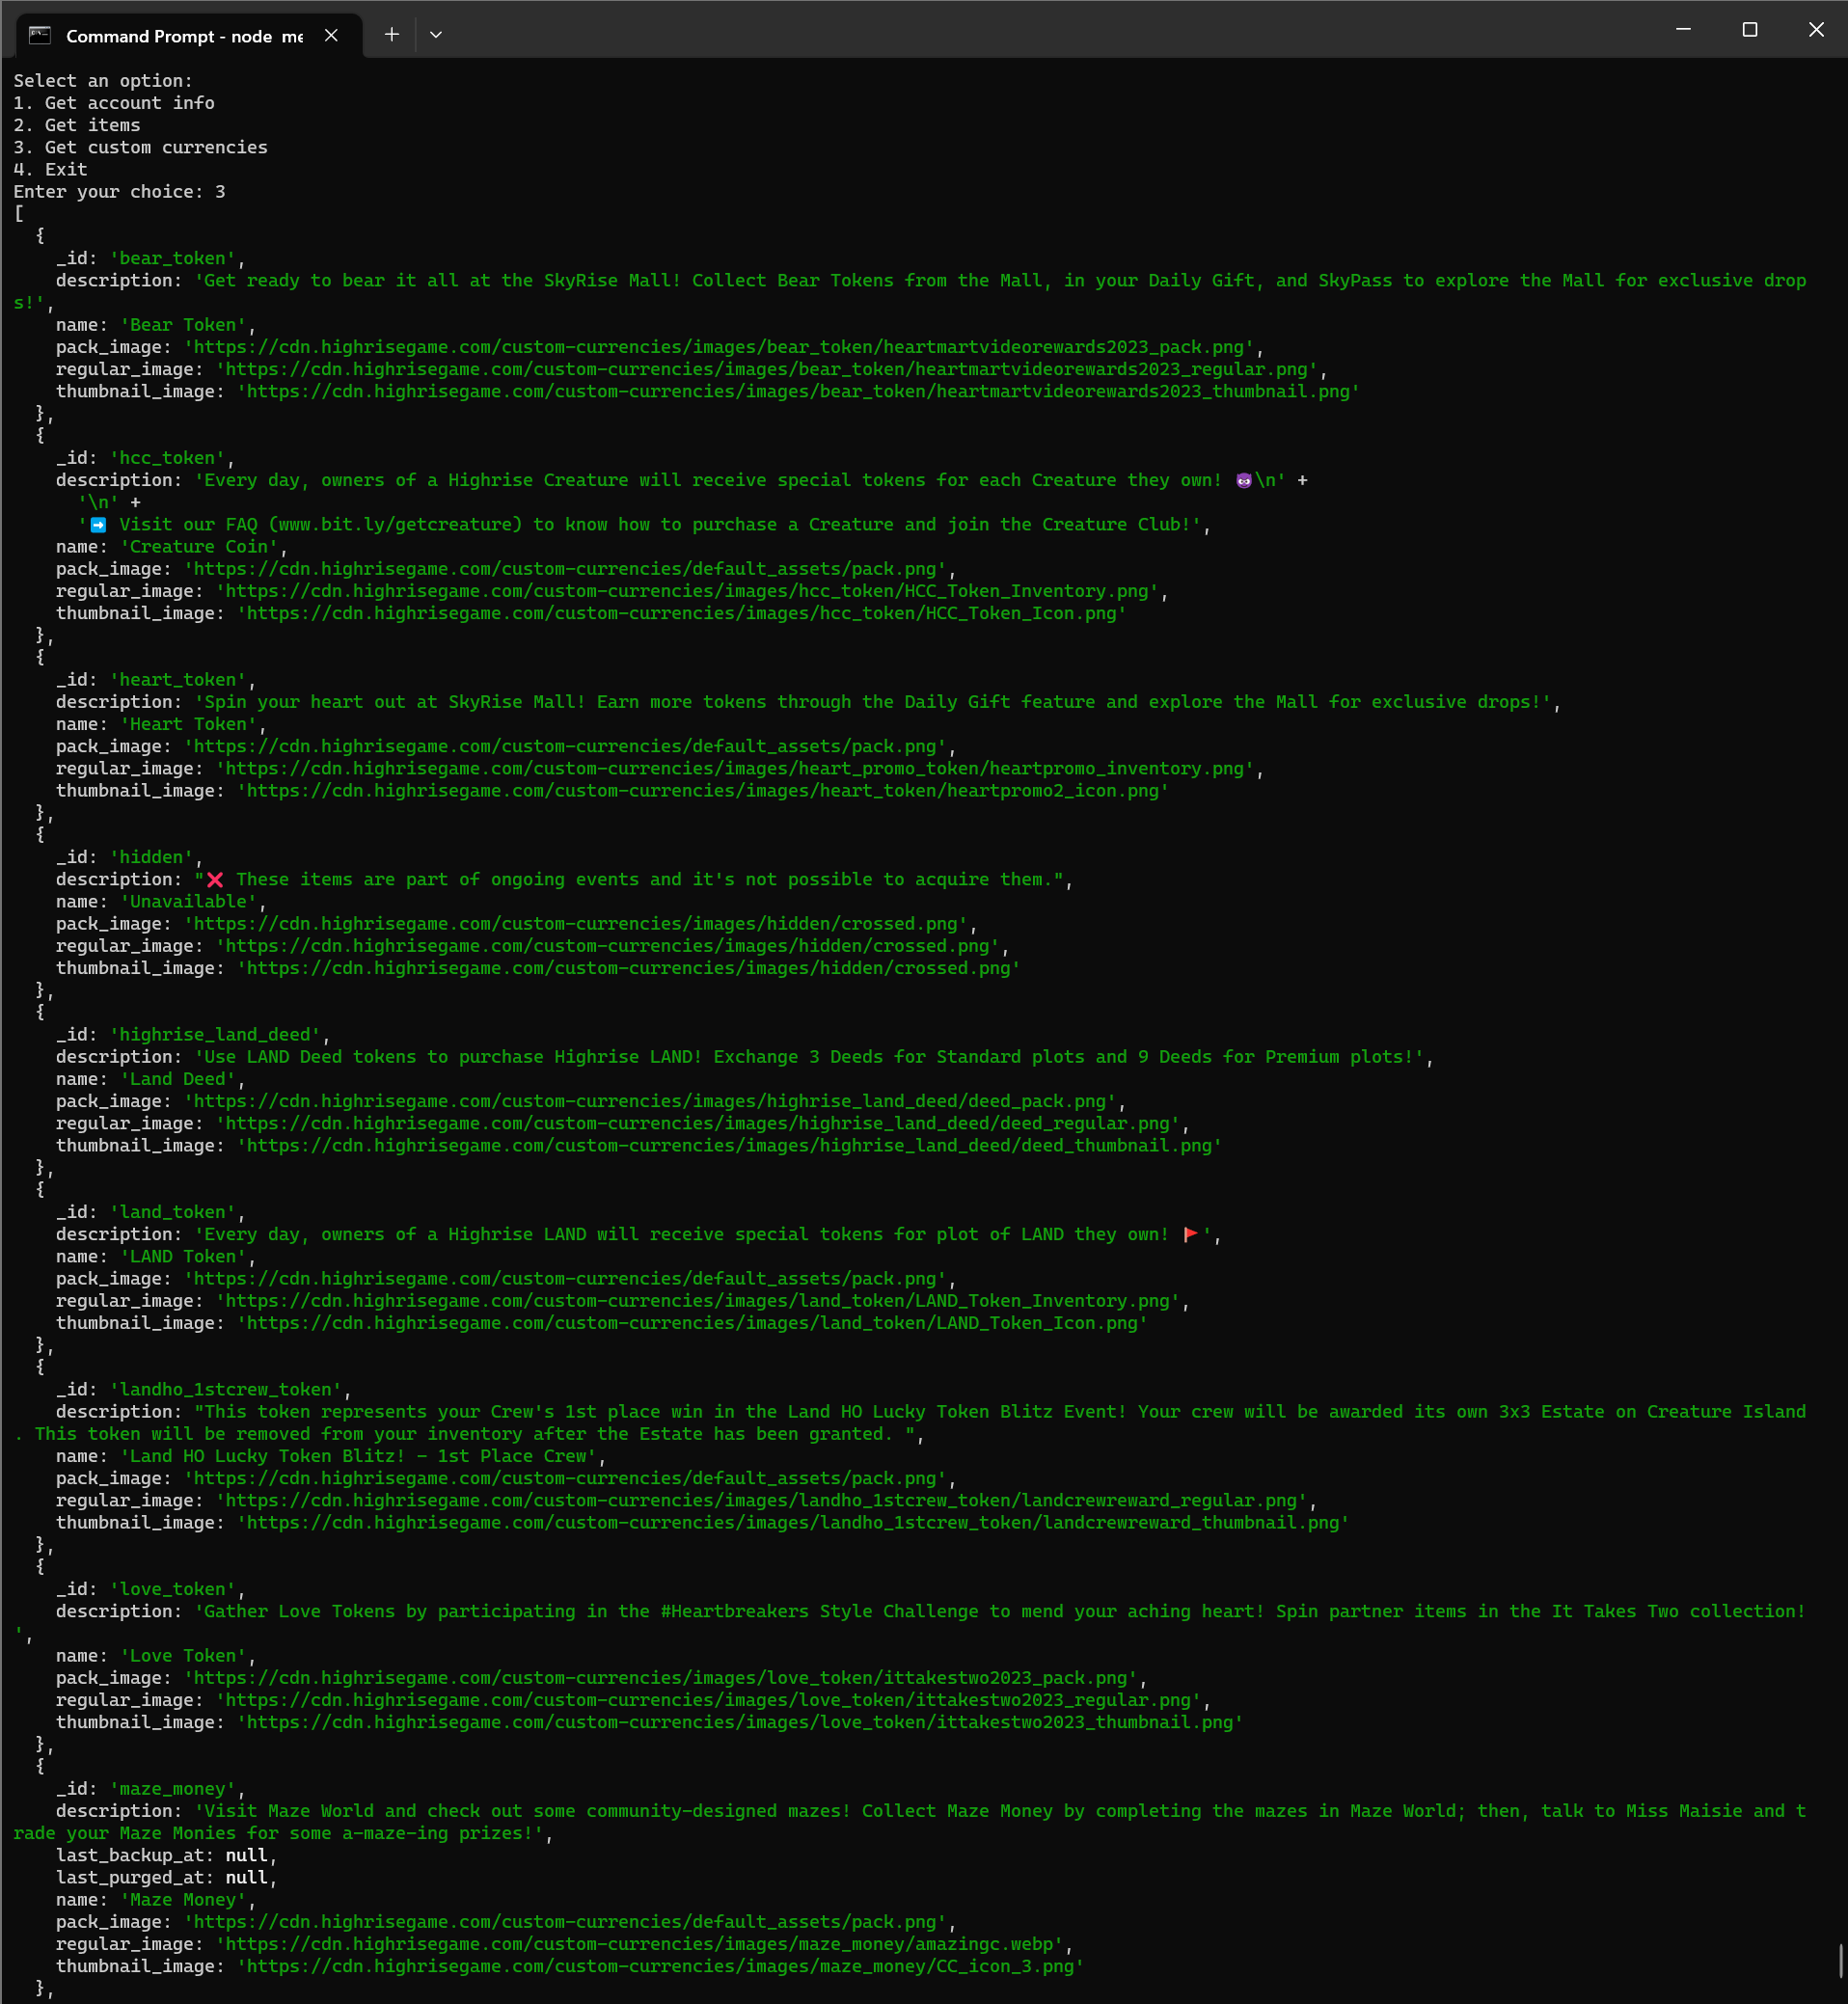 Command Prompt - node me
Select an option:
1. Get account info
2. Get items
3. Get custom currencies
4. Exit
Enter your choice: 3
[
  {
    _id: 'bear_token',
    description: 'Get ready to bear it all at the SkyRise Mall! Collect Bear Tokens from the Mall, in your Daily Gift, and SkyPass to explore the Mall for exclusive drop
s!',
    name: 'Bear Token',
    pack_image: 'https://cdn.highrisegame.com/custom-currencies/images/bear_token/heartmartvideorewards2023_pack.png',
    regular_image: 'https://cdn.highrisegame.com/custom-currencies/images/bear_token/heartmartvideorewards2023_regular.png',
    thumbnail_image: 'https://cdn.highrisegame.com/custom-currencies/images/bear_token/heartmartvideorewards2023_thumbnail.png'
  },
  {
    _id: 'hcc_token',
    description: 'Every day, owners of a Highrise Creature will receive special tokens for each Creature they own! 😈\n' +
      '\n' +
      '➡️ Visit our FAQ (www.bit.ly/getcreature) to know how to purchase a Creature and join the Creature Club!',
    name: 'Creature Coin',
    pack_image: 'https://cdn.highrisegame.com/custom-currencies/default_assets/pack.png',
    regular_image: 'https://cdn.highrisegame.com/custom-currencies/images/hcc_token/HCC_Token_Inventory.png',
    thumbnail_image: 'https://cdn.highrisegame.com/custom-currencies/images/hcc_token/HCC_Token_Icon.png'
  },
  {
    _id: 'heart_token',
    description: 'Spin your heart out at SkyRise Mall! Earn more tokens through the Daily Gift feature and explore the Mall for exclusive drops!',
    name: 'Heart Token',
    pack_image: 'https://cdn.highrisegame.com/custom-currencies/default_assets/pack.png',
    regular_image: 'https://cdn.highrisegame.com/custom-currencies/images/heart_promo_token/heartpromo_inventory.png',
    thumbnail_image: 'https://cdn.highrisegame.com/custom-currencies/images/heart_token/heartpromo2_icon.png'
  },
  {
    _id: 'hidden',
    description: "❌ These items are part of ongoing events and it's not possible to acquire them.",
    name: 'Unavailable',
    pack_image: 'https://cdn.highrisegame.com/custom-currencies/images/hidden/crossed.png',
    regular_image: 'https://cdn.highrisegame.com/custom-currencies/images/hidden/crossed.png',
    thumbnail_image: 'https://cdn.highrisegame.com/custom-currencies/images/hidden/crossed.png'
  },
  {
    _id: 'highrise_land_deed',
    description: 'Use LAND Deed tokens to purchase Highrise LAND! Exchange 3 Deeds for Standard plots and 9 Deeds for Premium plots!',
    name: 'Land Deed',
    pack_image: 'https://cdn.highrisegame.com/custom-currencies/images/highrise_land_deed/deed_pack.png',
    regular_image: 'https://cdn.highrisegame.com/custom-currencies/images/highrise_land_deed/deed_regular.png',
    thumbnail_image: 'https://cdn.highrisegame.com/custom-currencies/images/highrise_land_deed/deed_thumbnail.png'
  },
  {
    _id: 'land_token',
    description: 'Every day, owners of a Highrise LAND will receive special tokens for plot of LAND they own! 🚩',
    name: 'LAND Token',
    pack_image: 'https://cdn.highrisegame.com/custom-currencies/default_assets/pack.png',
    regular_image: 'https://cdn.highrisegame.com/custom-currencies/images/land_token/LAND_Token_Inventory.png',
    thumbnail_image: 'https://cdn.highrisegame.com/custom-currencies/images/land_token/LAND_Token_Icon.png'
  },
  {
    _id: 'landho_1stcrew_token',
    description: "This token represents your Crew's 1st place win in the Land HO Lucky Token Blitz Event! Your crew will be awarded its own 3x3 Estate on Creature Island
. This token will be removed from your inventory after the Estate has been granted. ",
    name: 'Land HO Lucky Token Blitz! - 1st Place Crew',
    pack_image: 'https://cdn.highrisegame.com/custom-currencies/default_assets/pack.png',
    regular_image: 'https://cdn.highrisegame.com/custom-currencies/images/landho_1stcrew_token/landcrewreward_regular.png',
    thumbnail_image: 'https://cdn.highrisegame.com/custom-currencies/images/landho_1stcrew_token/landcrewreward_thumbnail.png'
  },
  {
    _id: 'love_token',
    description: 'Gather Love Tokens by participating in the #Heartbreakers Style Challenge to mend your aching heart! Spin partner items in the It Takes Two collection!
',
    name: 'Love Token',
    pack_image: 'https://cdn.highrisegame.com/custom-currencies/images/love_token/ittakestwo2023_pack.png',
    regular_image: 'https://cdn.highrisegame.com/custom-currencies/images/love_token/ittakestwo2023_regular.png',
    thumbnail_image: 'https://cdn.highrisegame.com/custom-currencies/images/love_token/ittakestwo2023_thumbnail.png'
  },
  {
    _id: 'maze_money',
    description: 'Visit Maze World and check out some community-designed mazes! Collect Maze Money by completing the mazes in Maze World; then, talk to Miss Maisie and t
rade your Maze Monies for some a-maze-ing prizes!',
    last_backup_at: null,
    last_purged_at: null,
    name: 'Maze Money',
    pack_image: 'https://cdn.highrisegame.com/custom-currencies/default_assets/pack.png',
    regular_image: 'https://cdn.highrisegame.com/custom-currencies/images/maze_money/amazingc.webp',
    thumbnail_image: 'https://cdn.highrisegame.com/custom-currencies/images/maze_money/CC_icon_3.png'
  },